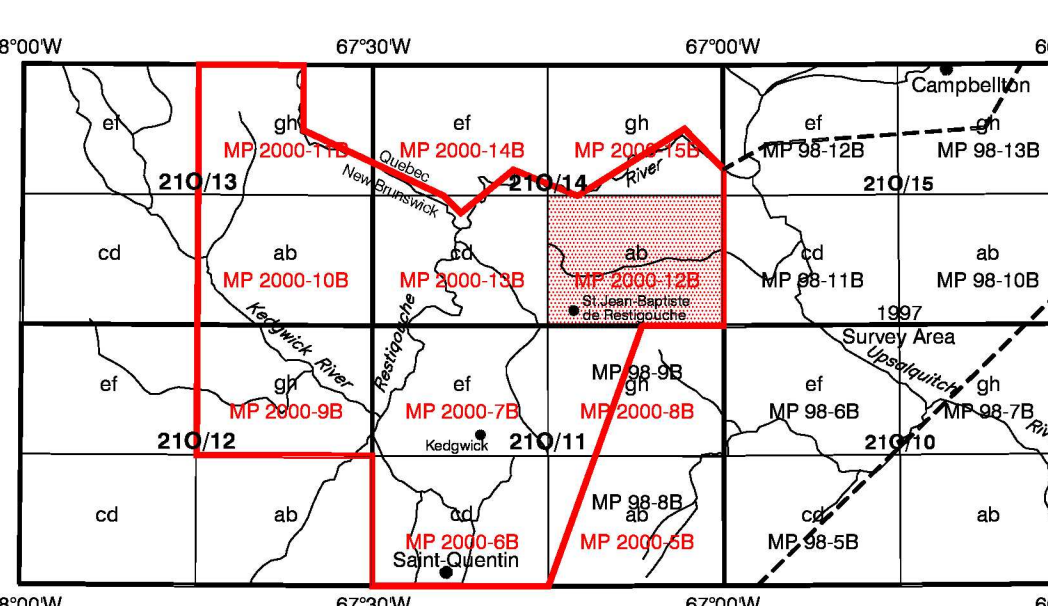 8°00'W 67°30'W 67°00'W 6
Campbellton
ef gh ef gh ef gh
MP 2000-11B MP 2000-14B MP 2000-15B MP 98-12B MP 98-13B
Quebec
New Brunswick
River
21O/13 21O/14 21O/15
cd ab cd ab cd ab
MP 2000-10B MP 2000-13B MP 2000-12B MP 98-11B MP 98-10B
St.Jean-Baptiste
de Restigouche
Kedgwick River
Restigouche
1997
Survey Area
Upsalquitch
Riv
MP 98-9B
ef gh ef gh ef gh
MP 2000-9B MP 2000-7B MP 2000-8B MP 98-6B MP 98-7B
Kedgwick
21O/12 21O/11 21O/10
MP 98-8B
cd ab cd ab cd ab
MP 2000-6B MP 2000-5B MP 98-5B
Saint-Quentin
8°00'W 67°30'W 67°00'W 6